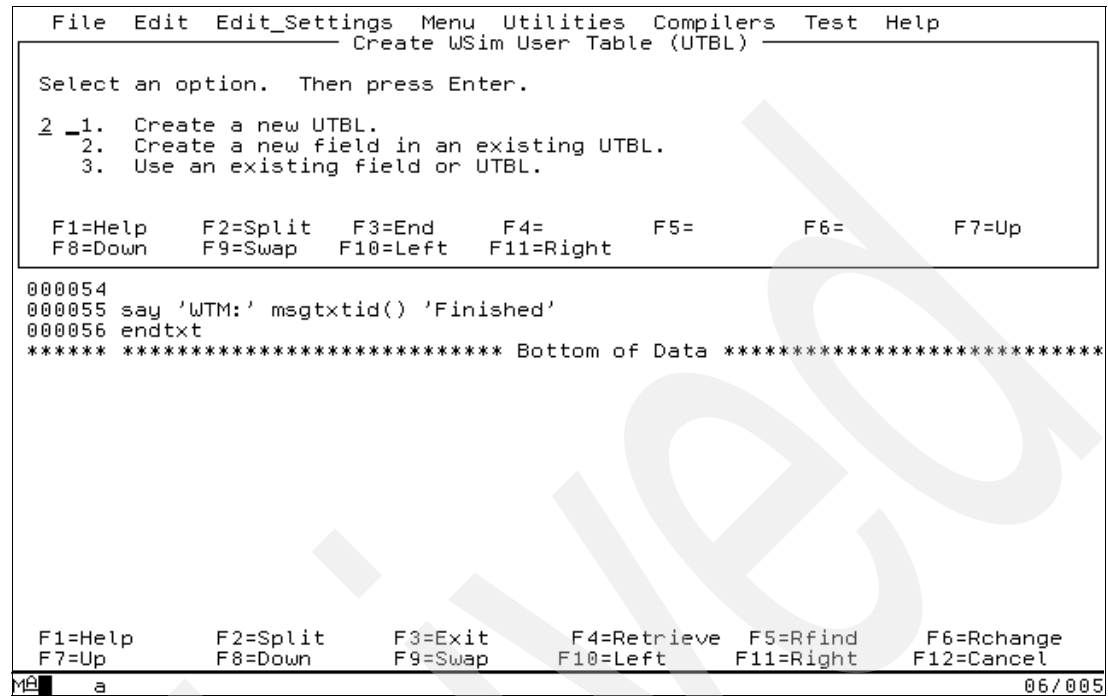 File  Edit  Edit_Settings  Menu  Utilities  Compilers  Test  Help
Create WSim User Table (UTBL)
Select an option.  Then press Enter.
2 _1.  Create a new UTBL.
2.  Create a new field in an existing UTBL.
3.  Use an existing field or UTBL.
F1=Help  F2=Split  F3=End  F4=  F5=  F6=  F7=Up
F8=Down  F9=Swap  F10=Left  F11=Right
000054
000055 say 'WTM:' msgtxtid() 'Finished'
000056 endtxt
****** **************************** Bottom of Data ****************************
F1=Help  F2=Split  F3=Exit  F4=Retrieve  F5=Rfind  F6=Rchange
F7=Up  F8=Down  F9=Swap  F10=Left  F11=Right  F12=Cancel
MA  a  06/005